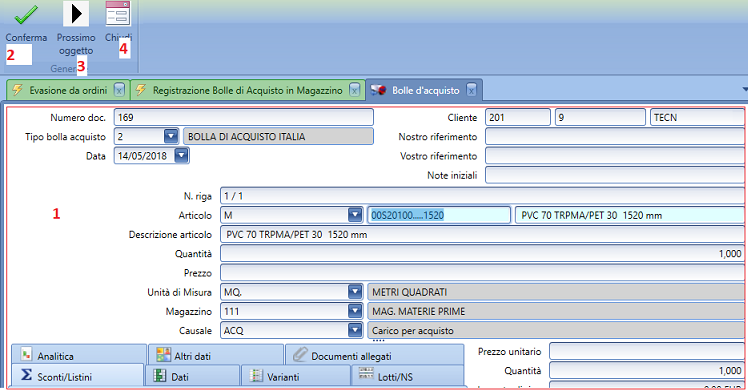 Conferma Prossimo oggetto Chiudi
2 3 4
Generale
Evasione da ordini Registrazione Bolle di Acquisto in Magazzino Bolle d'acquisto
Numero doc. 169 Cliente 201 9 TECN
Tipo bolla acquisto 2 BOLLA DI ACQUISTO ITALIA Nostro riferimento
Data 14/05/2018 Vostro riferimento
Note iniziali
N. riga 1 / 1
1
Articolo M 00S20100.....1520 PVC 70 TRPMA/PET 30 1520 mm
Descrizione articolo PVC 70 TRPMA/PET 30 1520 mm
Quantità 1,000
Prezzo
Unità di Misura MQ. METRI QUADRATI
Magazzino 111 MAG. MATERIE PRIME
Causale ACQ Carico per acquisto
Analitica Altri dati Documenti allegati Prezzo unitario
Σ Sconti/Listini Dati Varianti Lotti/NS Quantità 1,000